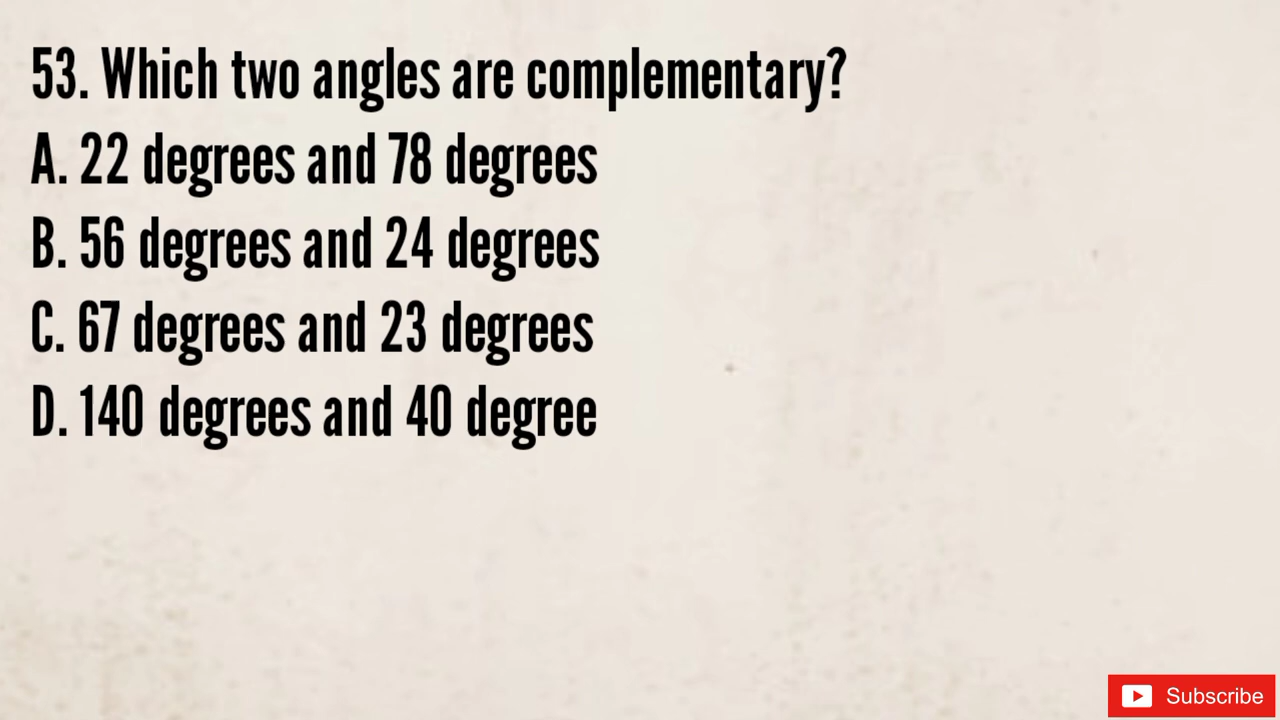 53. Which two angles are complementary?
A. 22 degrees and 78 degrees
B. 56 degrees and 24 degrees
C. 67 degrees and 23 degrees
D. 140 degrees and 40 degree
Subscribe